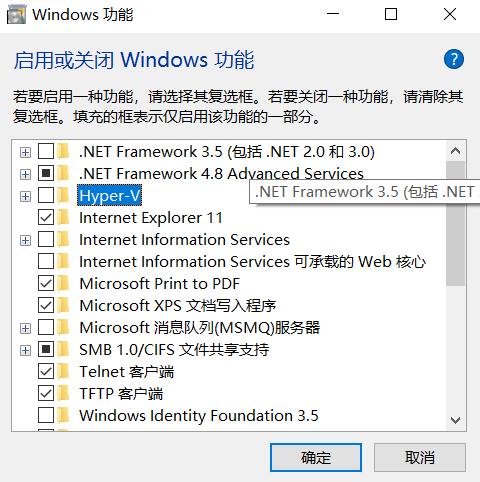 Windows 功能
启用或关闭 Windows 功能
若要启用一种功能，请选择其复选框。若要关闭一种功能，请清除其
复选框。填充的框表示仅启用该功能的一部分。
.NET Framework 3.5 (包括 .NET 2.0 和 3.0)
.NET Framework 4.8 Advanced Services
.NET Framework 3.5 (包括 .NET
Hyper-V
Internet Explorer 11
Internet Information Services
Internet Information Services 可承载的 Web 核心
Microsoft Print to PDF
Microsoft XPS 文档写入程序
Microsoft 消息队列(MSMQ)服务器
SMB 1.0/CIFS 文件共享支持
Telnet 客户端
TFTP 客户端
Windows Identity Foundation 3.5
确定
取消